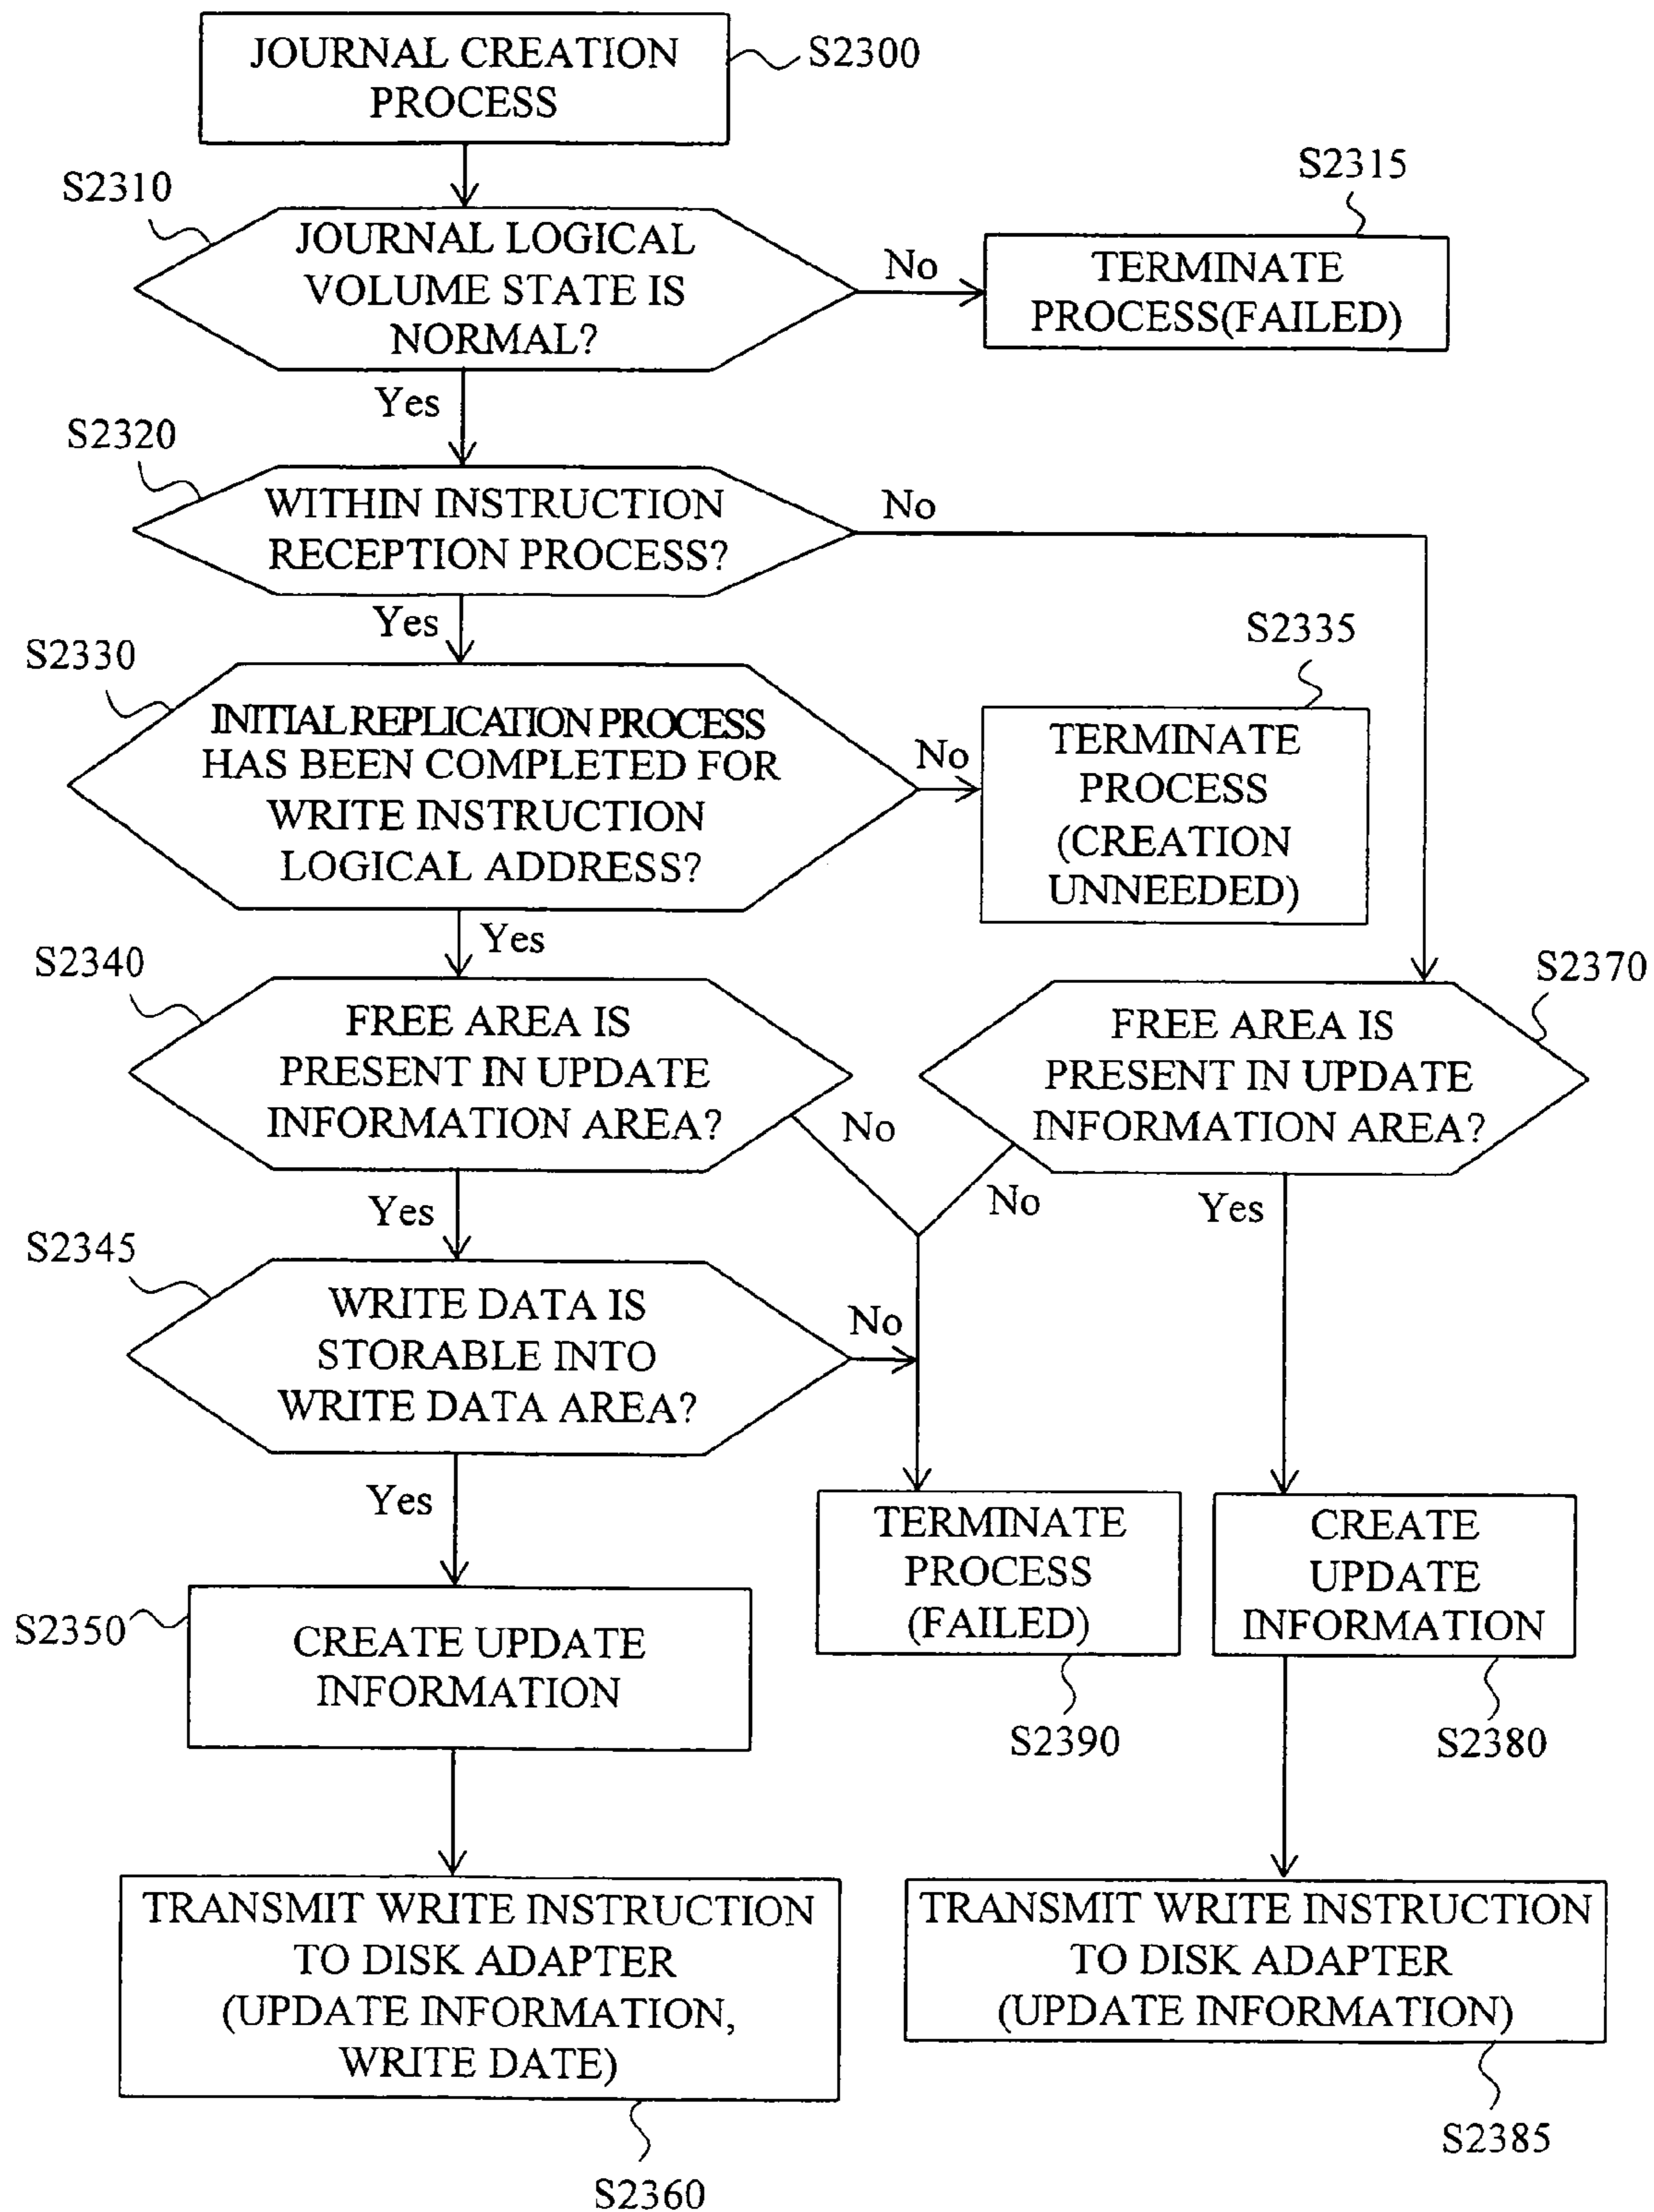 JOURNAL CREATION
PROCESS
S2300
S2310
JOURNAL LOGICAL
VOLUME STATE IS
NORMAL?
No
S2315
TERMINATE
PROCESS(FAILED)
Yes
S2320
WITHIN INSTRUCTION
RECEPTION PROCESS?
No
Yes
S2330
INITIAL REPLICATION PROCESS
HAS BEEN COMPLETED FOR
WRITE INSTRUCTION
LOGICAL ADDRESS?
No
S2335
TERMINATE
PROCESS
(CREATION
UNNEEDED)
Yes
S2340
FREE AREA IS
PRESENT IN UPDATE
INFORMATION AREA?
No
S2370
FREE AREA IS
PRESENT IN UPDATE
INFORMATION AREA?
No
Yes
Yes
S2345
WRITE DATA IS
STORABLE INTO
WRITE DATA AREA?
No
Yes
TERMINATE
PROCESS
(FAILED)
S2390
CREATE
UPDATE
INFORMATION
S2380
S2350
CREATE UPDATE
INFORMATION
TRANSMIT WRITE INSTRUCTION
TO DISK ADAPTER
(UPDATE INFORMATION,
WRITE DATE)
S2360
TRANSMIT WRITE INSTRUCTION
TO DISK ADAPTER
(UPDATE INFORMATION)
S2385